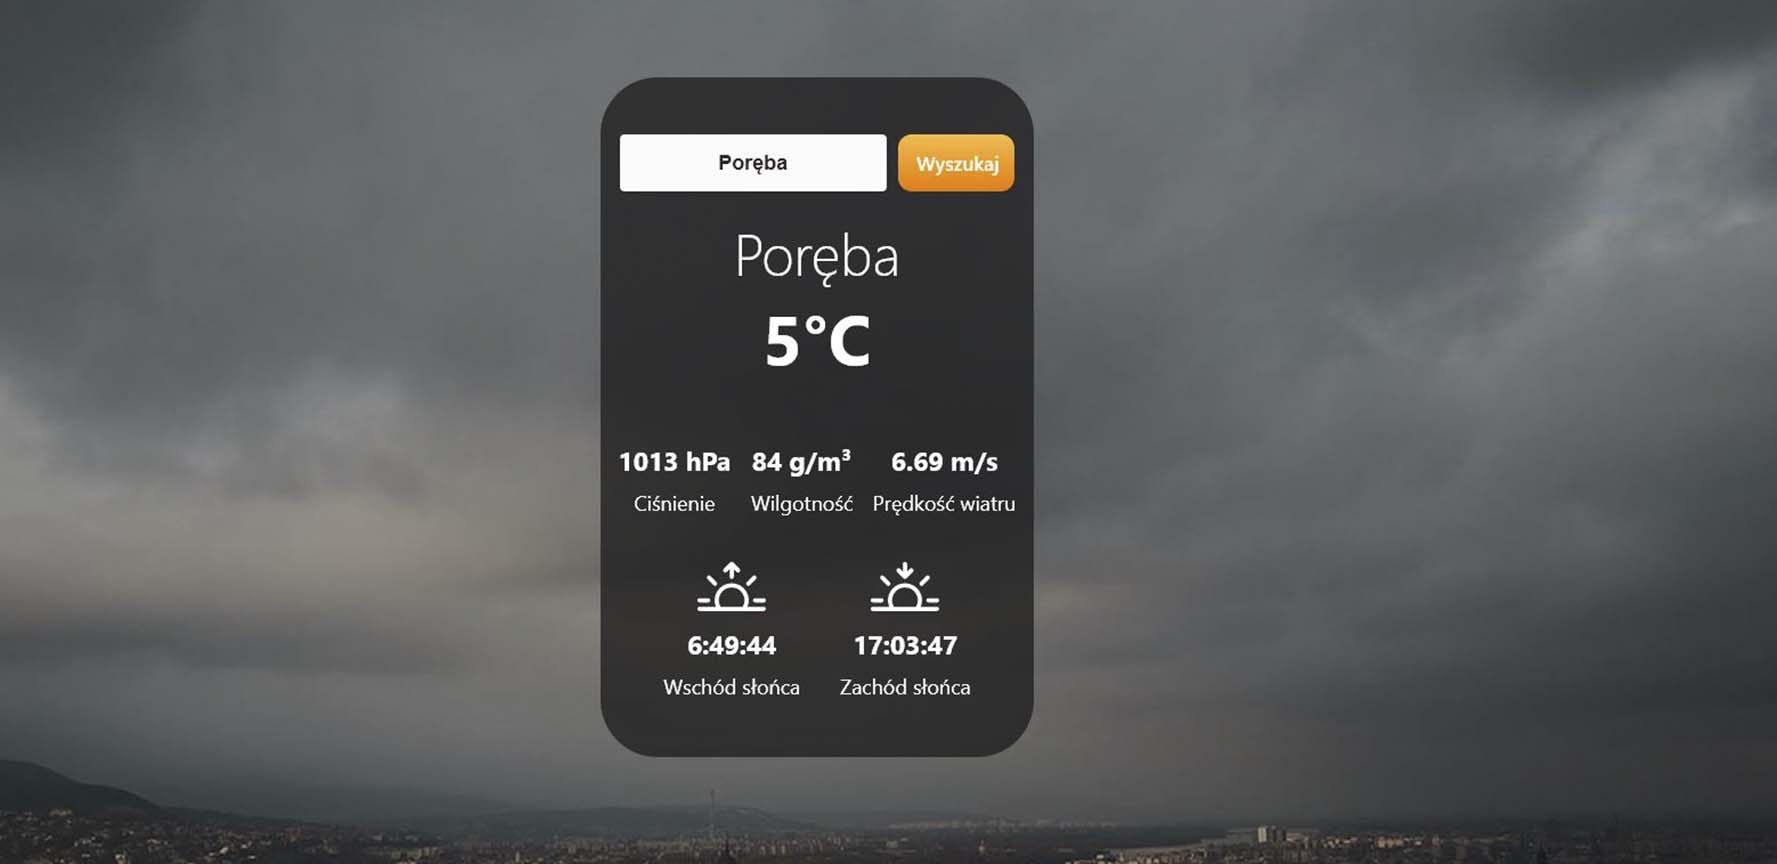 Poręba
Wyszukaj
Poręba
5°C
1013 hPa 84 g/m³ 6.69 m/s
Ciśnienie Wilgotność Prędkość wiatru
6:49:44 17:03:47
Wschód słońca Zachód słońca